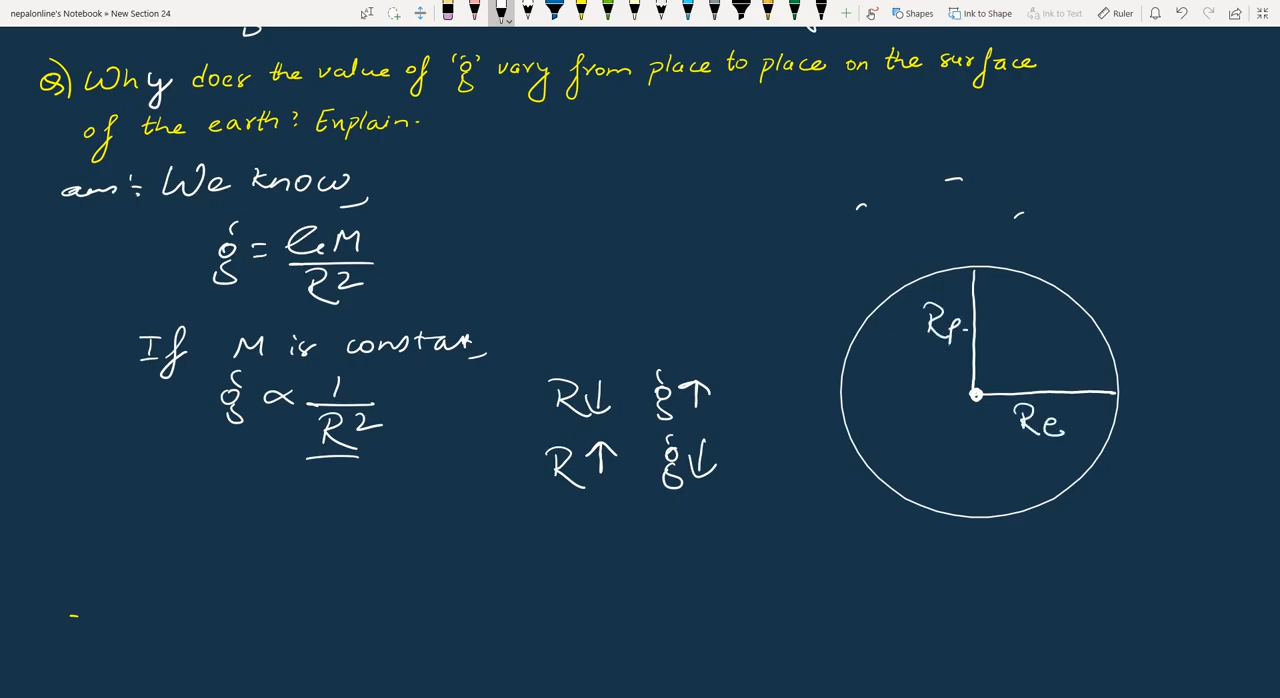 nepalonline's Notebook » New Section 24
Shapes Ink to Shape Ink to Text Ruler
Q) Why does the value of 'g' vary from place to place on the surface
of the earth? Explain.
ans:- We know,
g = GM/R²
If M is constant,
g ∝ 1/R²
R↓ g↑
R↑ g↓
Rp
Re